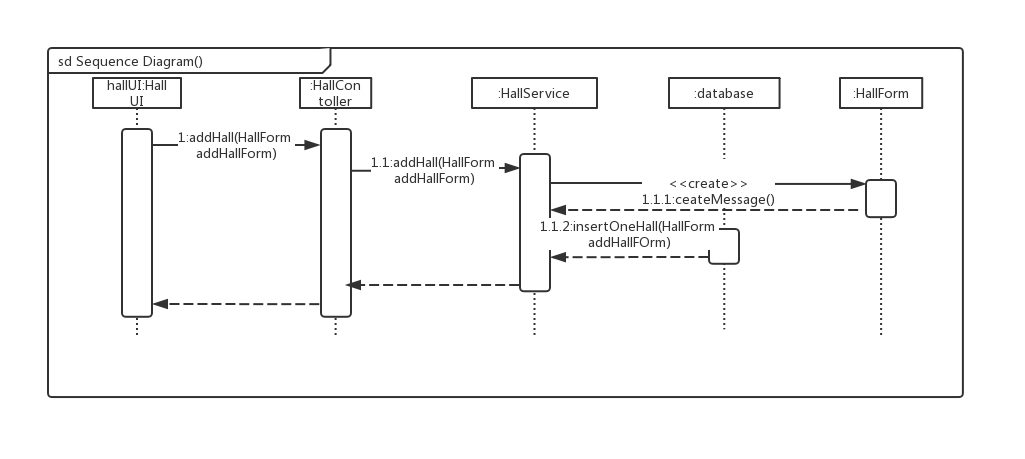 sd Sequence Diagram()
hallUI:Hall
UI
:HallCon
toller
:HallService
:database
:HallForm
1:addHall(HallForm
addHallForm)
1.1:addHall(HallForm
addHallForm)
<<create>>
1.1.1:ceateMessage()
1.1.2:insertOneHall(HallForm
addHallFOrm)